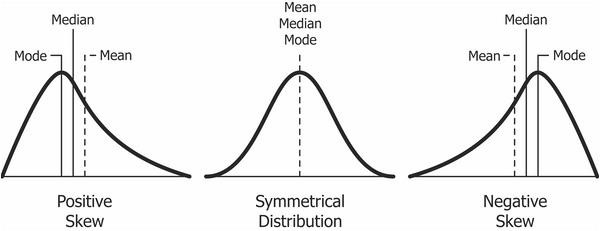 Median
Mode
Mean
Positive
Skew
Mean
Median
Mode
Symmetrical
Distribution
Median
Mean
Mode
Negative
Skew